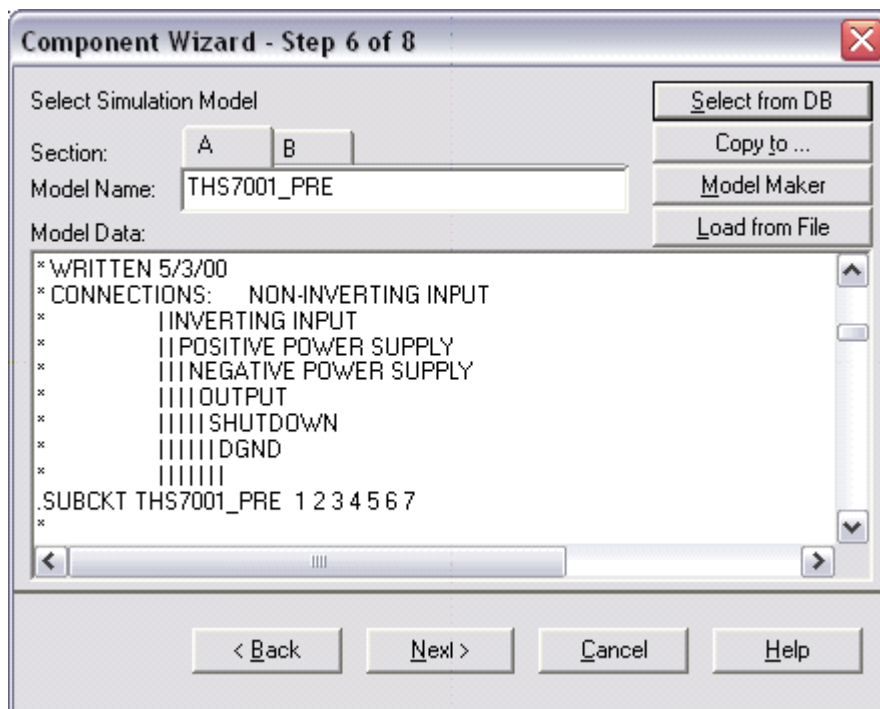 Component Wizard - Step 6 of 8
Select Simulation Model
Select from DB
Section:
A
B
Copy to ...
Model Name:
THS7001_PRE
Model Maker
Model Data:
Load from File
* WRITTEN 5/3/00
* CONNECTIONS: NON-INVERTING INPUT
* | INVERTING INPUT
* | | POSITIVE POWER SUPPLY
* | | | NEGATIVE POWER SUPPLY
* | | | | OUTPUT
* | | | | | SHUTDOWN
* | | | | | | DGND
* | | | | | | |
.SUBCKT THS7001_PRE 1 2 3 4 5 6 7
*
< Back
Next >
Cancel
Help